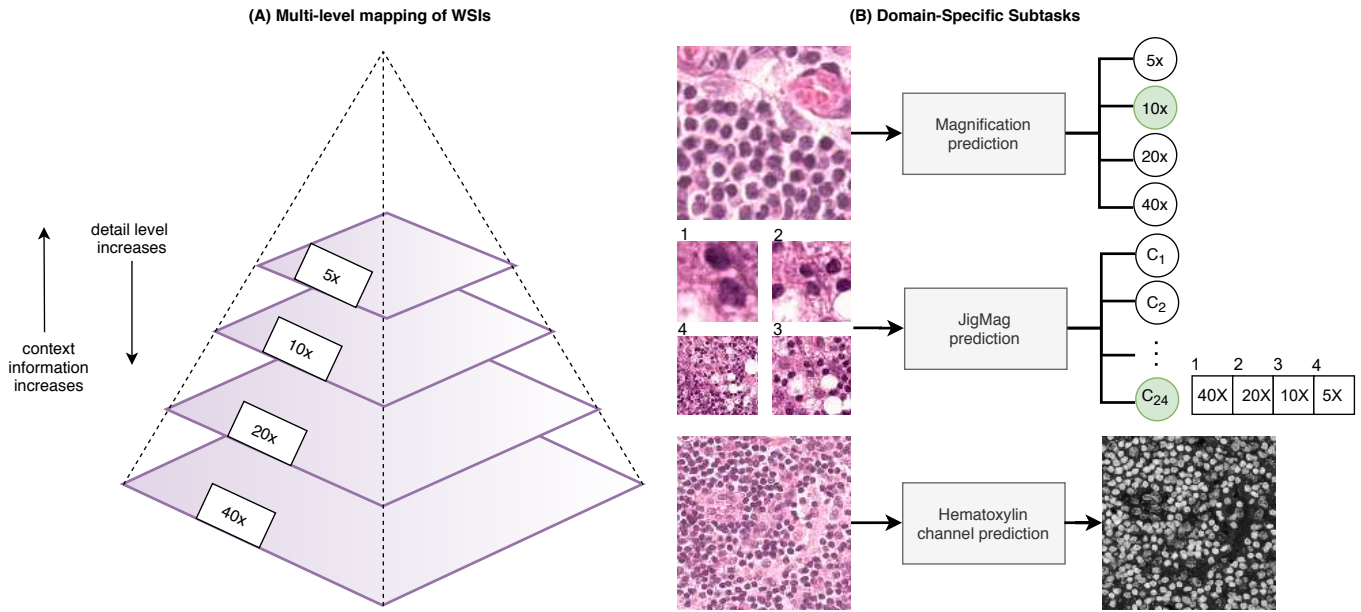 (A) Multi-level mapping of WSIs
detail level
increases
context
information
increases
5x
10x
20x
40x
(B) Domain-Specific Subtasks
Magnification
prediction
5x
10x
20x
40x
1
2
4
3
JigMag
prediction
C1
C2
C24
1 2 3 4
40X 20X 10X 5X
Hematoxylin
channel prediction